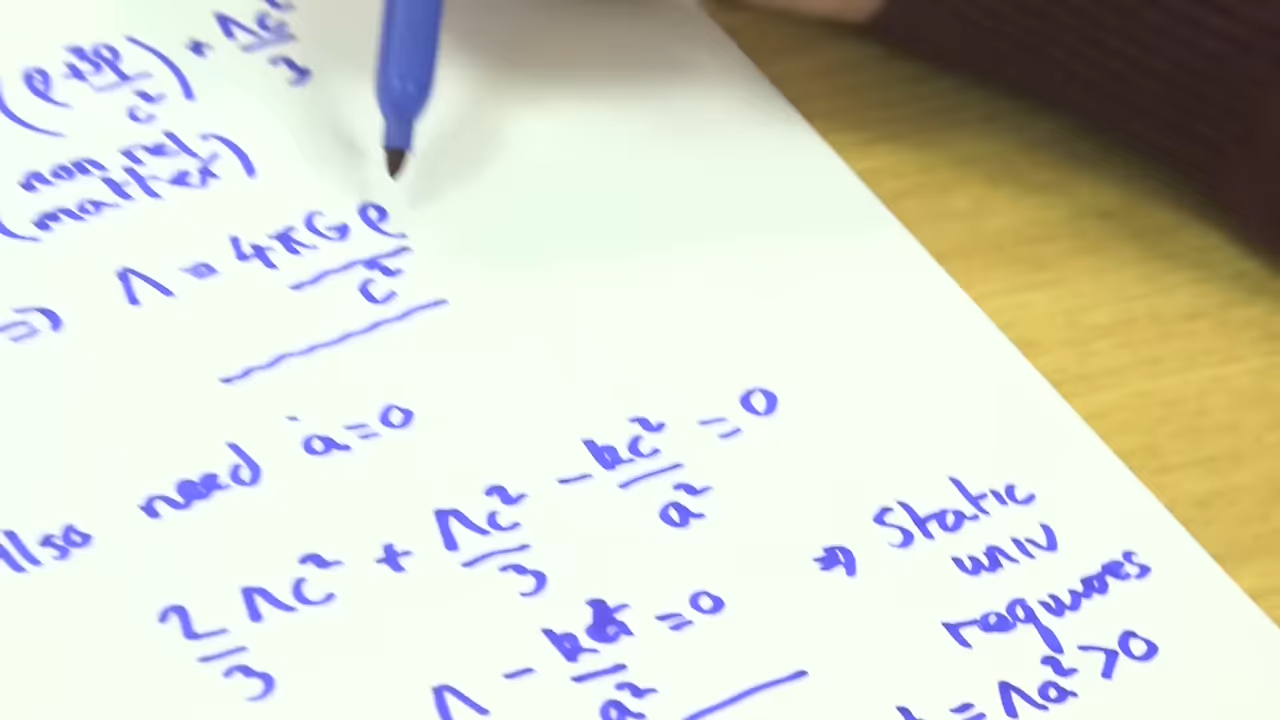 (ρ + 3p/c²) + Λc²/3
non rel
(matter)
⇒ Λ = 4πGρ/c²
Also need ȧ=0
2/3 Λc² + Λc²/3 - kc²/a² = 0
Λ - k/a² = 0
⇒ Static
univ
requires
k = Λa² > 0